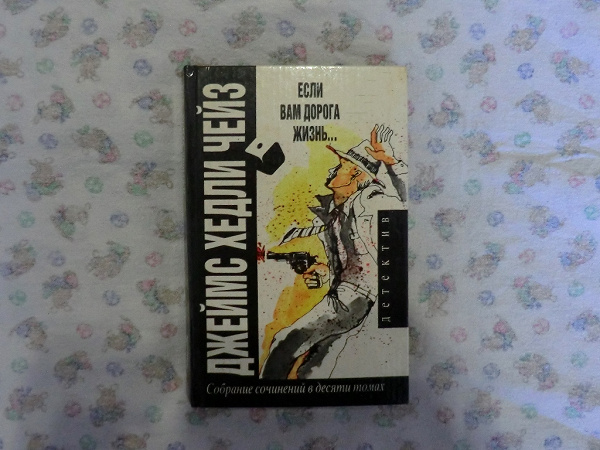 ДЖЕЙМС ХЕДЛИ ЧЕЙЗ
ЕСЛИ
ВАМ ДОРОГА
ЖИЗНЬ...
детектив
Собрание сочинений в десяти томах